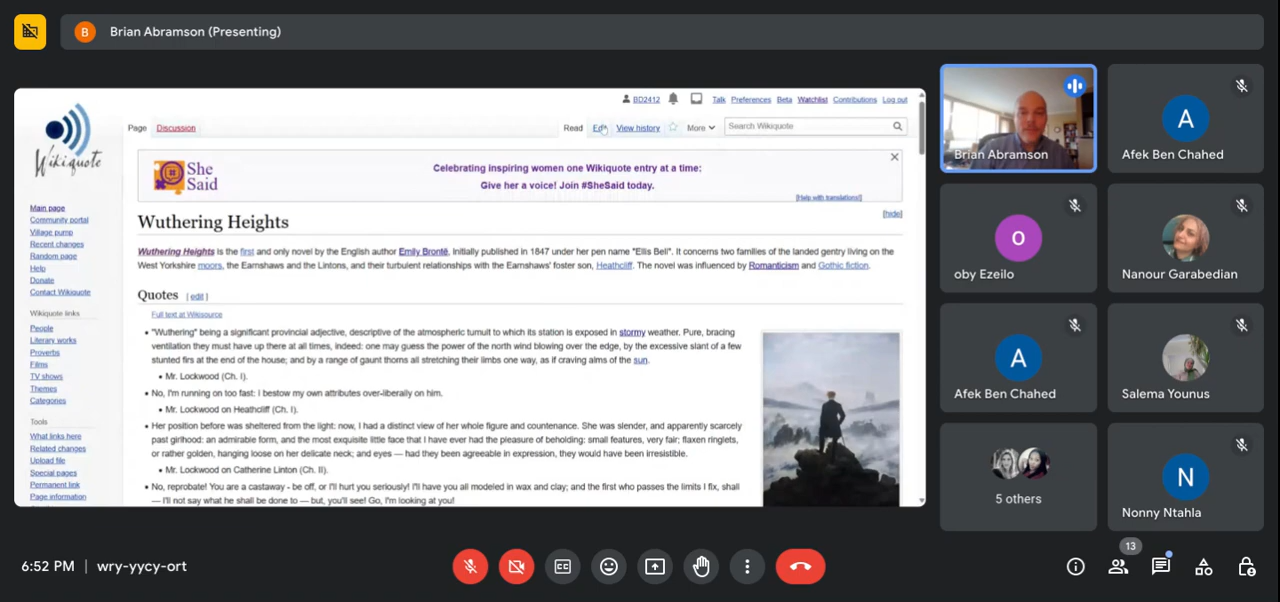 B Brian Abramson (Presenting)
BD2412 Talk Preferences Beta Watchlist Contributions Log out
Page Discussion Read Edit View history More Search Wikiquote
Wikiquote
She Said
Celebrating inspiring women one Wikiquote entry at a time:
Give her a voice! Join #SheSaid today.
[Help with translations!]
Main page
Community portal
Village pump
Recent changes
Random page
Help
Donate
Contact Wikiquote
Wikiquote links
People
Literary works
Proverbs
Films
TV shows
Themes
Categories
Tools
What links here
Related changes
Upload file
Special pages
Permanent link
Page information
Wuthering Heights [hide]
Wuthering Heights is the first and only novel by the English author Emily Brontë, initially published in 1847 under her pen name "Ellis Bell". It concerns two families of the landed gentry living on the
West Yorkshire moors, the Earnshaws and the Lintons, and their turbulent relationships with the Earnshaws' foster son, Heathcliff. The novel was influenced by Romanticism and Gothic fiction.
Quotes [ edit ]
Full text at Wikisource
• "Wuthering" being a significant provincial adjective, descriptive of the atmospheric tumult to which its station is exposed in stormy weather. Pure, bracing
ventilation they must have up there at all times, indeed: one may guess the power of the north wind blowing over the edge, by the excessive slant of a few
stunted firs at the end of the house; and by a range of gaunt thorns all stretching their limbs one way, as if craving alms of the sun.
• Mr. Lockwood (Ch. I).
• No, I'm running on too fast: I bestow my own attributes over-liberally on him.
• Mr. Lockwood on Heathcliff (Ch. I).
• Her position before was sheltered from the light: now, I had a distinct view of her whole figure and countenance. She was slender, and apparently scarcely
past girlhood: an admirable form, and the most exquisite little face that I have ever had the pleasure of beholding: small features, very fair; flaxen ringlets,
or rather golden, hanging loose on her delicate neck; and eyes — had they been agreeable in expression, they would have been irresistible.
• Mr. Lockwood on Catherine Linton (Ch. II).
• No, reprobate! You are a castaway - be off, or I'll hurt you seriously! I'll have you all modeled in wax and clay; and the first who passes the limits I fix, shall
— I'll not say what he shall be done to — but, you'll see! Go, I'm looking at you!
Brian Abramson
A
Afek Ben Chahed
O
oby Ezeilo
Nanour Garabedian
A
Afek Ben Chahed
Salema Younus
5 others
N
Nonny Ntahla
6:52 PM | wry-yycy-ort
CC
13